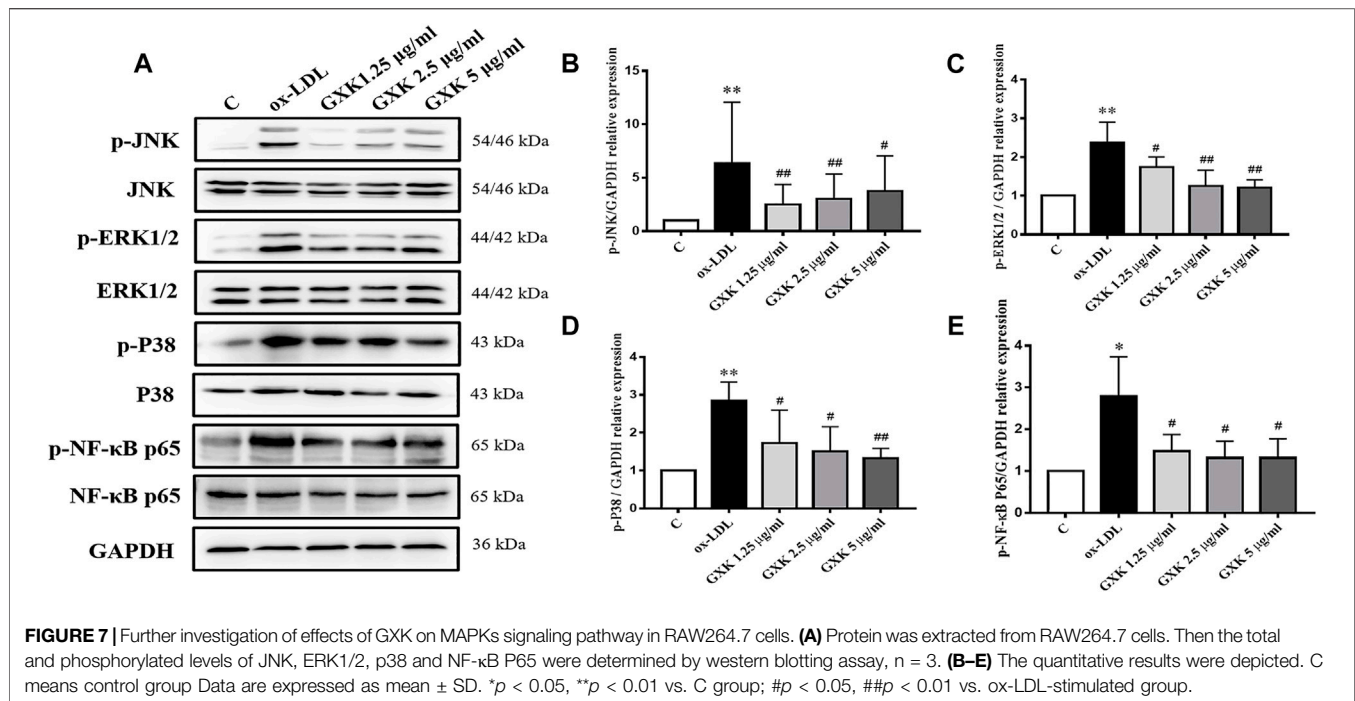 A
C
ox-LDL
GXK1.25 µg/ml
GXK 2.5 µg/ml
GXK 5 µg/ml
p-JNK
54/46 kDa
JNK
54/46 kDa
p-ERK1/2
44/42 kDa
ERK1/2
44/42 kDa
p-P38
43 kDa
P38
43 kDa
p-NF-κB p65
65 kDa
NF-κB p65
65 kDa
GAPDH
36 kDa
B
p-JNK/GAPDH relative expression
15
10
5
0
**
##
##
#
C
ox-LDL
GXK 1.25 µg/ml
GXK 2.5 µg/ml
GXK 5 µg/ml
C
p-ERK1/2 / GAPDH relative expression
4
3
2
1
0
**
#
##
##
C
ox-LDL
GXK 1.25 µg/ml
GXK 2.5 µg/ml
GXK 5 µg/ml
D
p-P38 / GAPDH relative expression
4
3
2
1
0
**
#
#
##
C
ox-LDL
GXK 1.25 µg/ml
GXK 2.5 µg/ml
GXK 5 µg/ml
E
p-NF-κB P65/GAPDH relative expression
4
3
2
1
0
*
#
#
#
C
ox-LDL
GXK 1.25 µg/ml
GXK 2.5 µg/ml
GXK 5 µg/ml
FIGURE 7 | Further investigation of effects of GXK on MAPKs signaling pathway in RAW264.7 cells. (A) Protein was extracted from RAW264.7 cells. Then the total
and phosphorylated levels of JNK, ERK1/2, p38 and NF-κB P65 were determined by western blotting assay, n = 3. (B–E) The quantitative results were depicted. C
means control group Data are expressed as mean ± SD. *p < 0.05, **p < 0.01 vs. C group; #p < 0.05, ##p < 0.01 vs. ox-LDL-stimulated group.